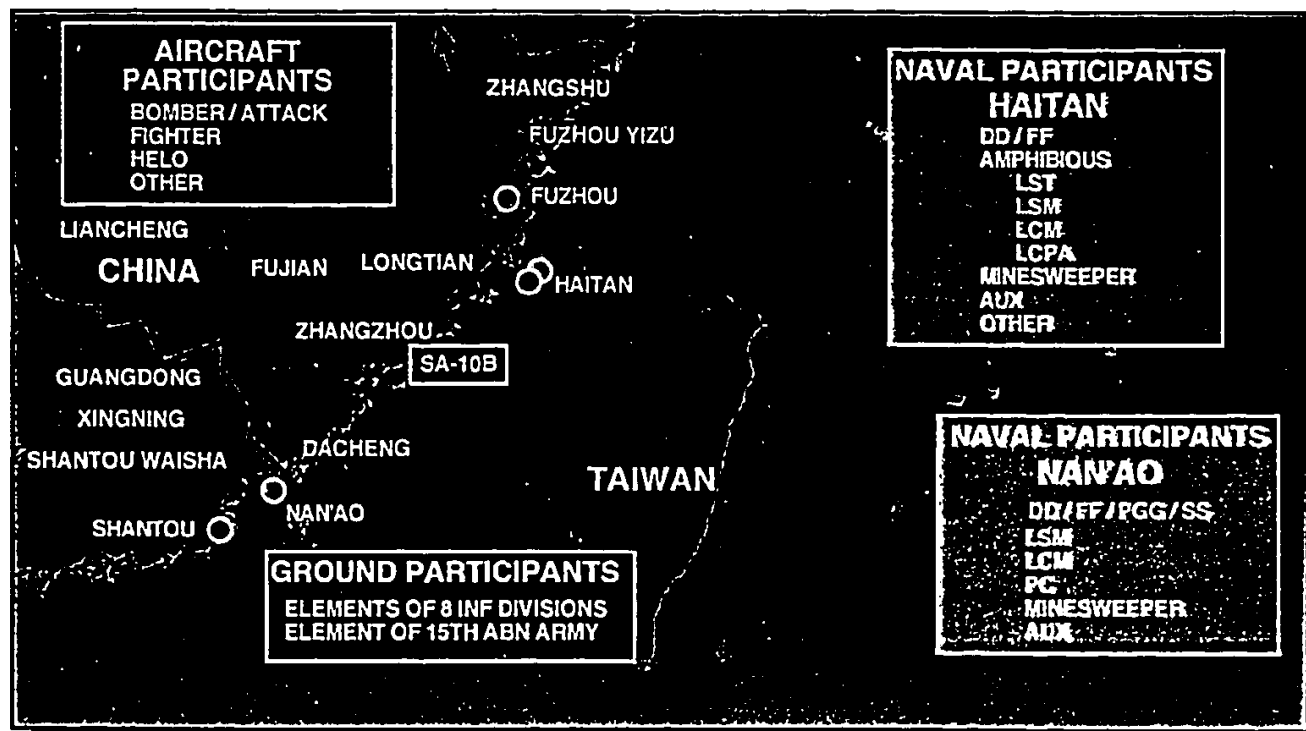 AIRCRAFT
PARTICIPANTS
BOMBER / ATTACK
FIGHTER
HELO
OTHER
ZHANGSHU
FUZHOU YIZU
FUZHOU
LIANCHENG
CHINA
FUJIAN
LONGTIAN
HAITAN
ZHANGZHOU
SA-10B
GUANGDONG
XINGNING
SHANTOU WAISHA
DACHENG
NAN'AO
SHANTOU
TAIWAN
GROUND PARTICIPANTS
ELEMENTS OF 8 INF DIVISIONS
ELEMENT OF 15TH ABN ARMY
NAVAL PARTICIPANTS
HAITAN
DD / FF
AMPHIBIOUS
LST
LSM
LCM
LCPA
MINESWEEPER
AUX
OTHER
NAVAL PARTICIPANTS
NAN'AO
DD / FF / PGG / SS
LSM
LCM
PC
MINESWEEPER
AUX